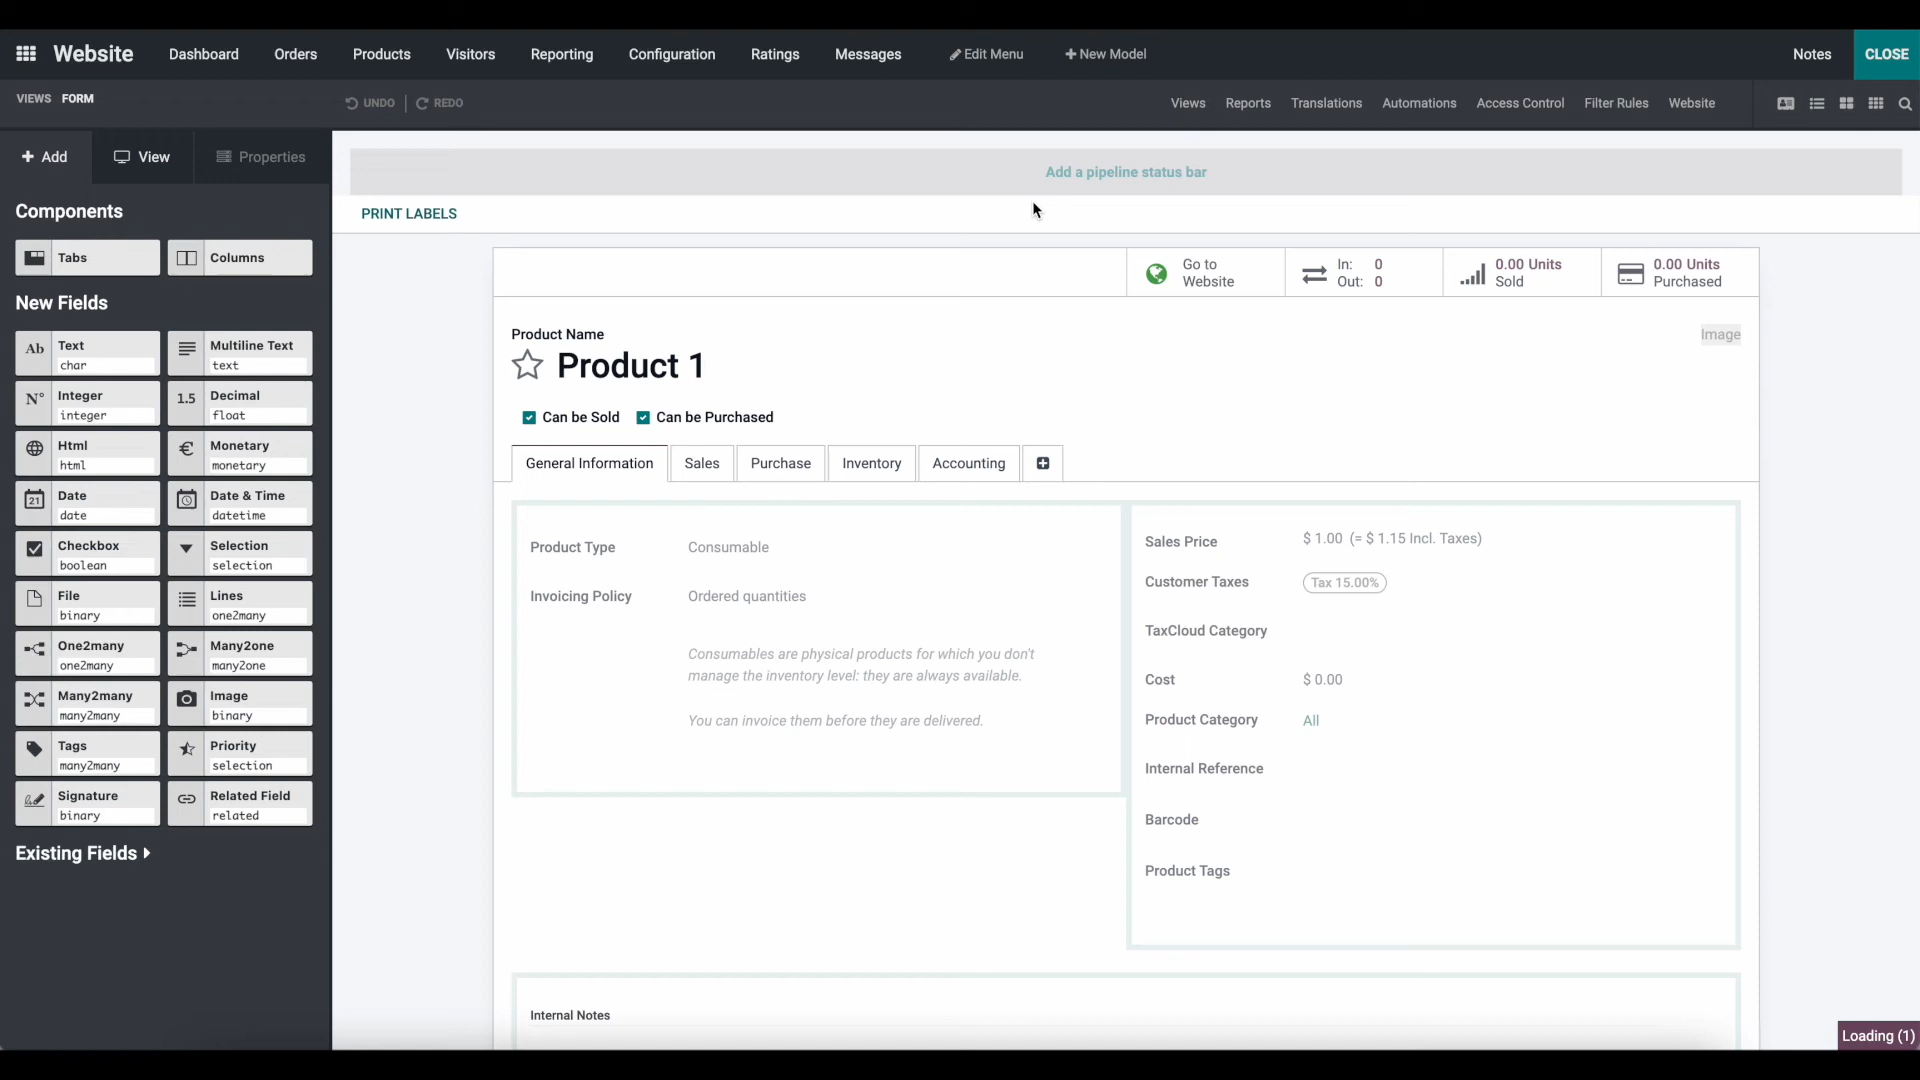 Website Dashboard Orders Products Visitors Reporting Configuration Ratings Messages Edit Menu + New Model Notes CLOSE
VIEWS FORM UNDO REDO Views Reports Translations Automations Access Control Filter Rules Website
+ Add View Properties
Add a pipeline status bar
Components
PRINT LABELS
Tabs Columns
Go to
Website
In: 0
Out: 0
0.00 Units
Sold
0.00 Units
Purchased
New Fields
Ab Text
char
Multiline Text
text
N° Integer
integer
1.5 Decimal
float
Html
html
€ Monetary
monetary
21 Date
date
Date & Time
datetime
Checkbox
boolean
Selection
selection
File
binary
Lines
one2many
One2many
one2many
Many2one
many2one
Many2many
many2many
Image
binary
Tags
many2many
Priority
selection
Signature
binary
Related Field
related
Existing Fields
Product Name
Image
Product 1
Can be Sold Can be Purchased
General Information Sales Purchase Inventory Accounting
Product Type Consumable
Invoicing Policy Ordered quantities
Consumables are physical products for which you don't
manage the inventory level: they are always available.
You can invoice them before they are delivered.
Sales Price $ 1.00 (= $ 1.15 Incl. Taxes)
Customer Taxes Tax 15.00%
TaxCloud Category
Cost $ 0.00
Product Category All
Internal Reference
Barcode
Product Tags
Internal Notes
Loading (1)